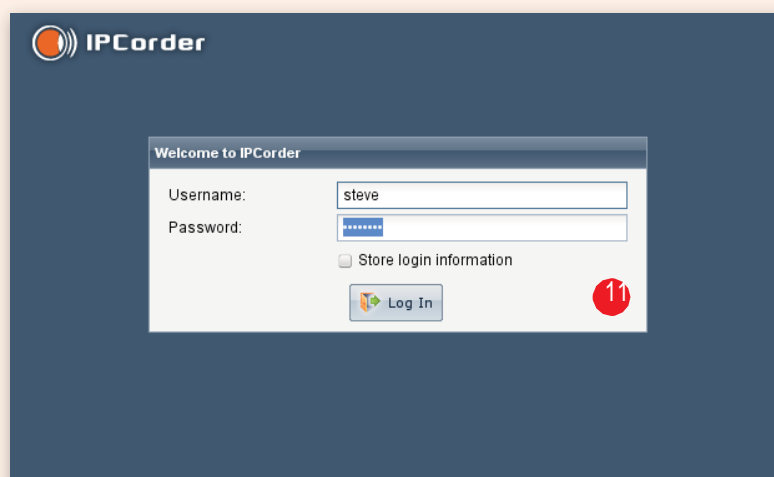 IPCorder
Welcome to IPCorder
Username:
steve
Password:
••••••••
Store login information
Log In
11